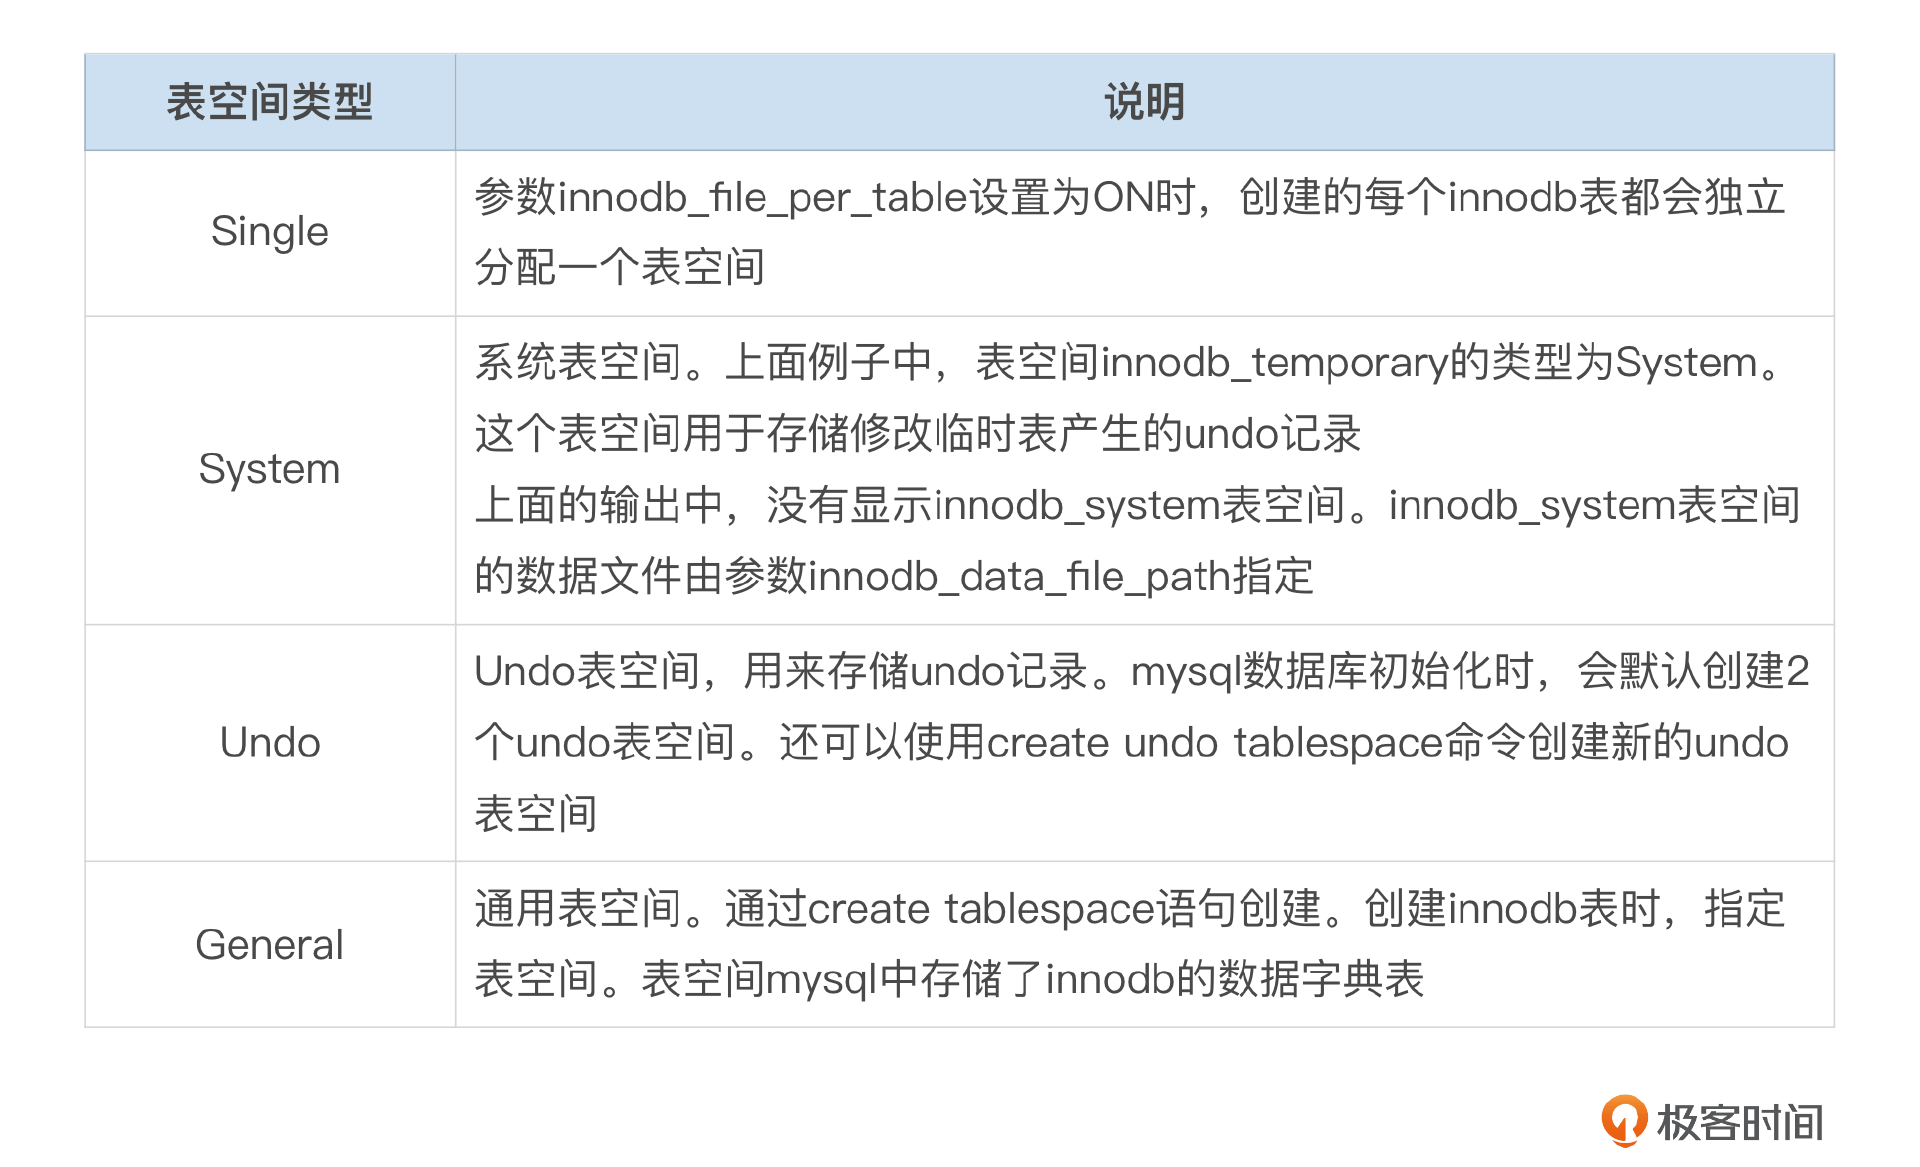 表空间类型
说明
Single
参数innodb_file_per_table设置为ON时，创建的每个innodb表都会独立
分配一个表空间
System
系统表空间。上面例子中，表空间innodb_temporary的类型为System。
这个表空间用于存储修改临时表产生的undo记录
上面的输出中，没有显示innodb_system表空间。innodb_system表空间
的数据文件由参数innodb_data_file_path指定
Undo
Undo表空间，用来存储undo记录。mysql数据库初始化时，会默认创建2
个undo表空间。还可以使用create undo tablespace命令创建新的undo
表空间
General
通用表空间。通过create tablespace语句创建。创建innodb表时，指定
表空间。表空间mysql中存储了innodb的数据字典表
极客时间